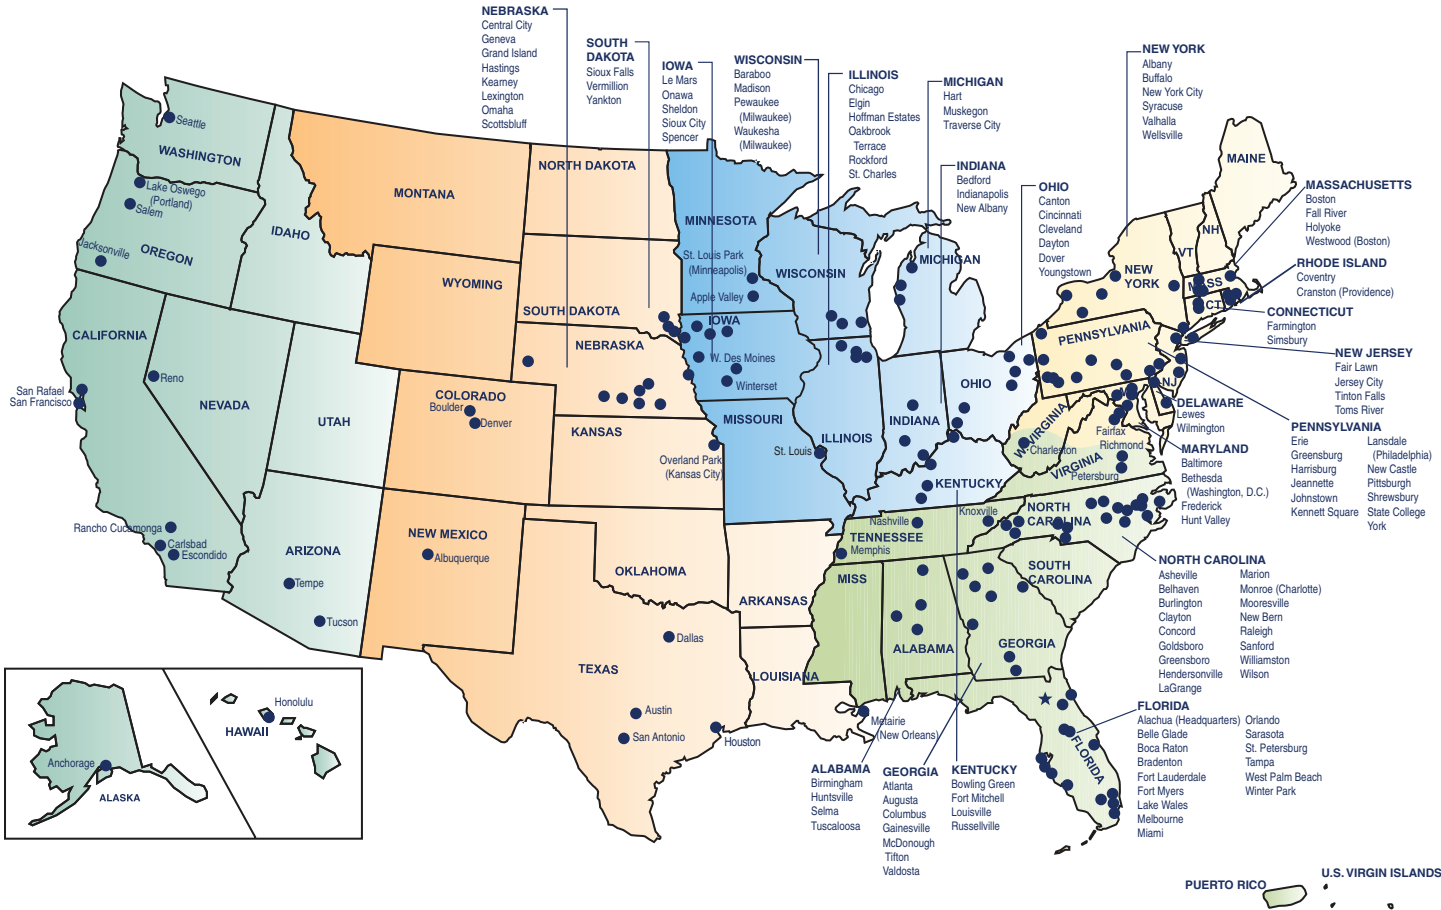 NEBRASKA
Central City
Geneva
Grand Island
Hastings
Kearney
Lexington
Omaha
Scottsbluff
SOUTH
DAKOTA
Sioux Falls
Vermillion
Yankton
IOWA
Le Mars
Onawa
Sheldon
Sioux City
Spencer
WISCONSIN
Baraboo
Madison
Pewaukee
(Milwaukee)
Waukesha
(Milwaukee)
ILLINOIS
Chicago
Elgin
Hoffman Estates
Oakbrook
Terrace
Rockford
St. Charles
MICHIGAN
Hart
Muskegon
Traverse City
INDIANA
Bedford
Indianapolis
New Albany
OHIO
Canton
Cincinnati
Cleveland
Dayton
Dover
Youngstown
NEW YORK
Albany
Buffalo
New York City
Syracuse
Valhalla
Wellsville
MASSACHUSETTS
Boston
Fall River
Holyoke
Westwood (Boston)
RHODE ISLAND
Coventry
Cranston (Providence)
CONNECTICUT
Farmington
Simsbury
NEW JERSEY
Fair Lawn
Jersey City
Tinton Falls
Toms River
DELAWARE
Lewes
Wilmington
PENNSYLVANIA
Erie
Greensburg
Harrisburg
Jeannette
Johnstown
Kennett Square
Lansdale
(Philadelphia)
New Castle
Pittsburgh
Shrewsbury
State College
York
MARYLAND
Baltimore
Bethesda
(Washington, D.C.)
Frederick
Hunt Valley
NORTH CAROLINA
Asheville
Belhaven
Burlington
Clayton
Concord
Goldsboro
Greensboro
Hendersonville
LaGrange
Marion
Monroe (Charlotte)
Mooresville
New Bern
Raleigh
Sanford
Williamston
Wilson
FLORIDA
Alachua (Headquarters)
Belle Glade
Boca Raton
Bradenton
Fort Lauderdale
Fort Myers
Lake Wales
Melbourne
Miami
Orlando
Sarasota
St. Petersburg
Tampa
West Palm Beach
Winter Park
ALABAMA
Birmingham
Huntsville
Selma
Tuscaloosa
GEORGIA
Atlanta
Augusta
Columbus
Gainesville
McDonough
Tifton
Valdosta
KENTUCKY
Bowling Green
Fort Mitchell
Louisville
Russellville
Seattle
WASHINGTON
Lake Oswego
(Portland)
Salem
Jacksonville
OREGON
IDAHO
MONTANA
NORTH DAKOTA
MINNESOTA
St. Louis Park
(Minneapolis)
Apple Valley
WISCONSIN
MICHIGAN
MAINE
NH
VT
NEW
YORK
MASS
CT
CALIFORNIA
WYOMING
SOUTH DAKOTA
IOWA
W. Des Moines
Winterset
NEBRASKA
PENNSYLVANIA
NJ
San Rafael
San Francisco
Reno
NEVADA
UTAH
COLORADO
Boulder
Denver
KANSAS
Overland Park
(Kansas City)
MISSOURI
St. Louis
ILLINOIS
INDIANA
OHIO
W. VIRGINIA
Charleston
VIRGINIA
Fairfax
Richmond
Petersburg
KENTUCKY
Rancho Cucamonga
Carlsbad
Escondido
ARIZONA
Tempe
Tucson
NEW MEXICO
Albuquerque
OKLAHOMA
ARKANSAS
Nashville
Knoxville
TENNESSEE
Memphis
NORTH
CAROLINA
SOUTH
CAROLINA
MISS
ALABAMA
GEORGIA
TEXAS
Dallas
Austin
San Antonio
Houston
LOUISIANA
Metairie
(New Orleans)
FLORIDA
Honolulu
HAWAII
Anchorage
ALASKA
PUERTO RICO
U.S. VIRGIN ISLANDS